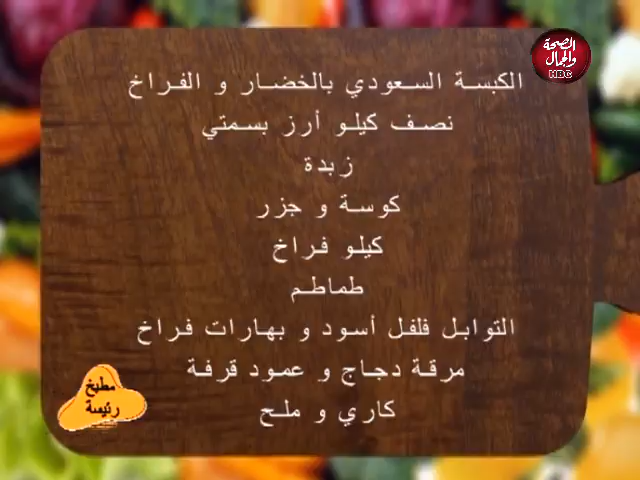 الصحة
والجمال
HBC
الكبسة السعودي بالخضار و الفراخ
نصف كيلو أرز بسمتي
زبدة
كوسة و جزر
كيلو فراخ
طماطم
التوابل فلفل أسود و بهارات فراخ
مرقة دجاج و عمود قرفة
كاري و ملح
مطبخ
رئيسة